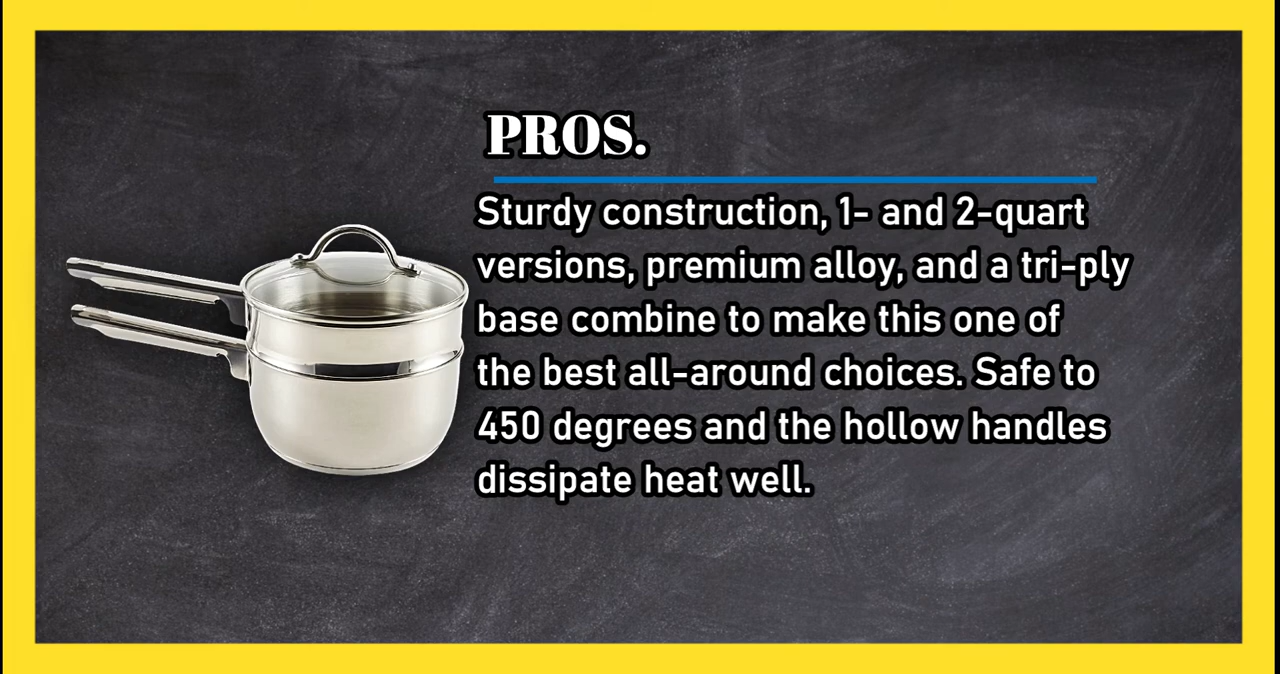 PROS.
Sturdy construction, 1- and 2-quart
versions, premium alloy, and a tri-ply
base combine to make this one of
the best all-around choices. Safe to
450 degrees and the hollow handles
dissipate heat well.